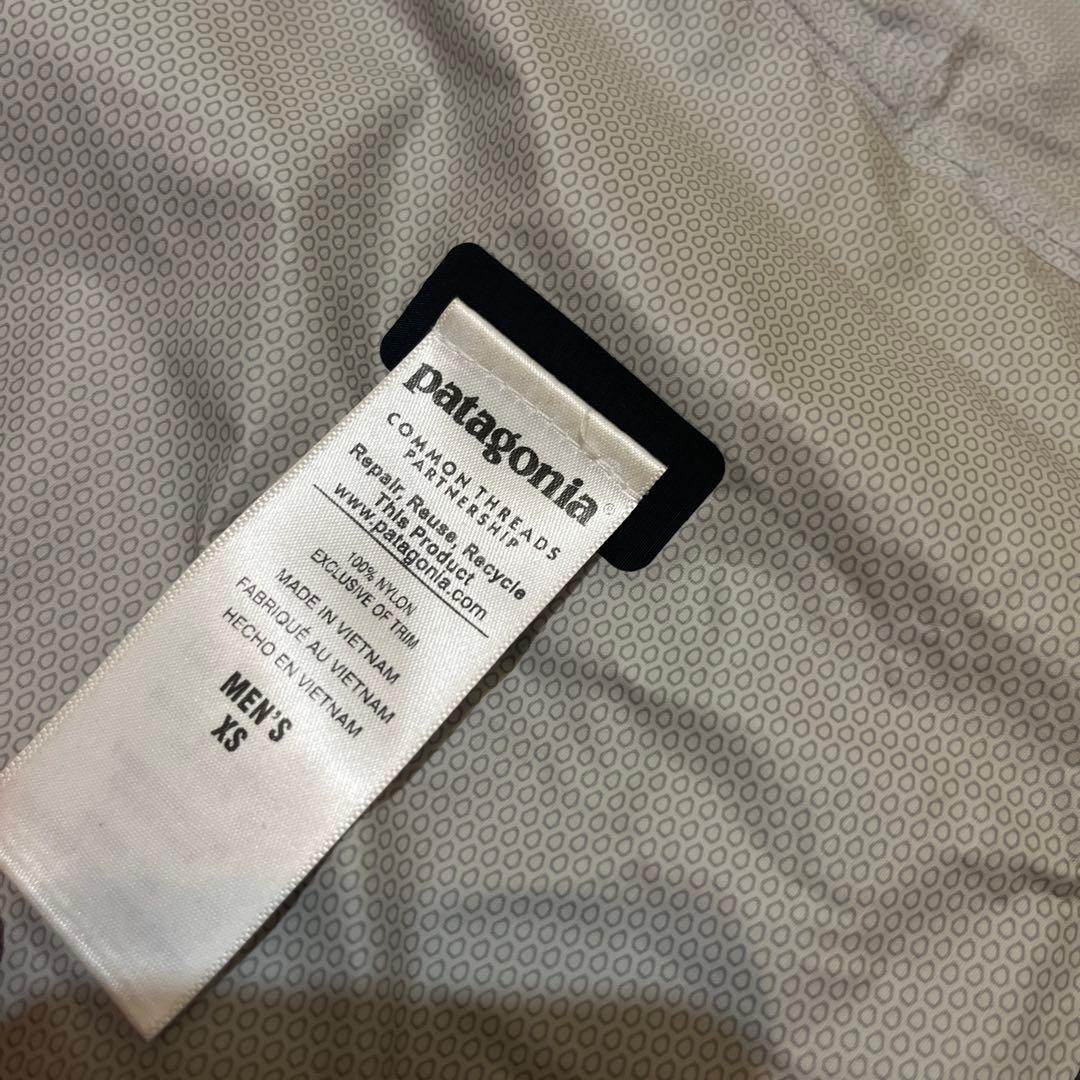 patagonia®
COMMON THREADS
PARTNERSHIP
Repair, Reuse, Recycle
This Product
www.patagonia.com
100% NYLON
EXCLUSIVE OF TRIM
MADE IN VIETNAM
FABRIQUÉ AU VIETNAM
HECHO EN VIETNAM
MEN'S
XS